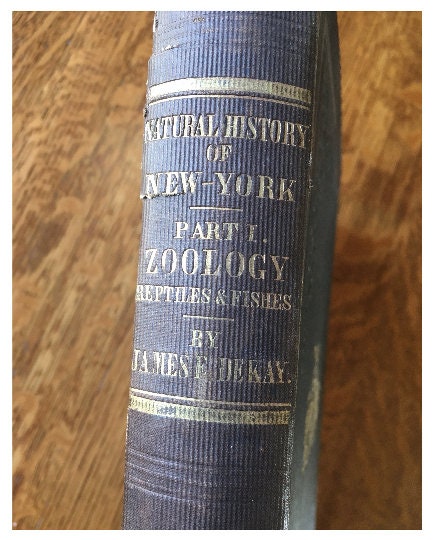 NATURAL HISTORY
OF
NEW-YORK
PART I.
ZOOLOGY
REPTILES & FISHES
BY
JAMES E. DE KAY.